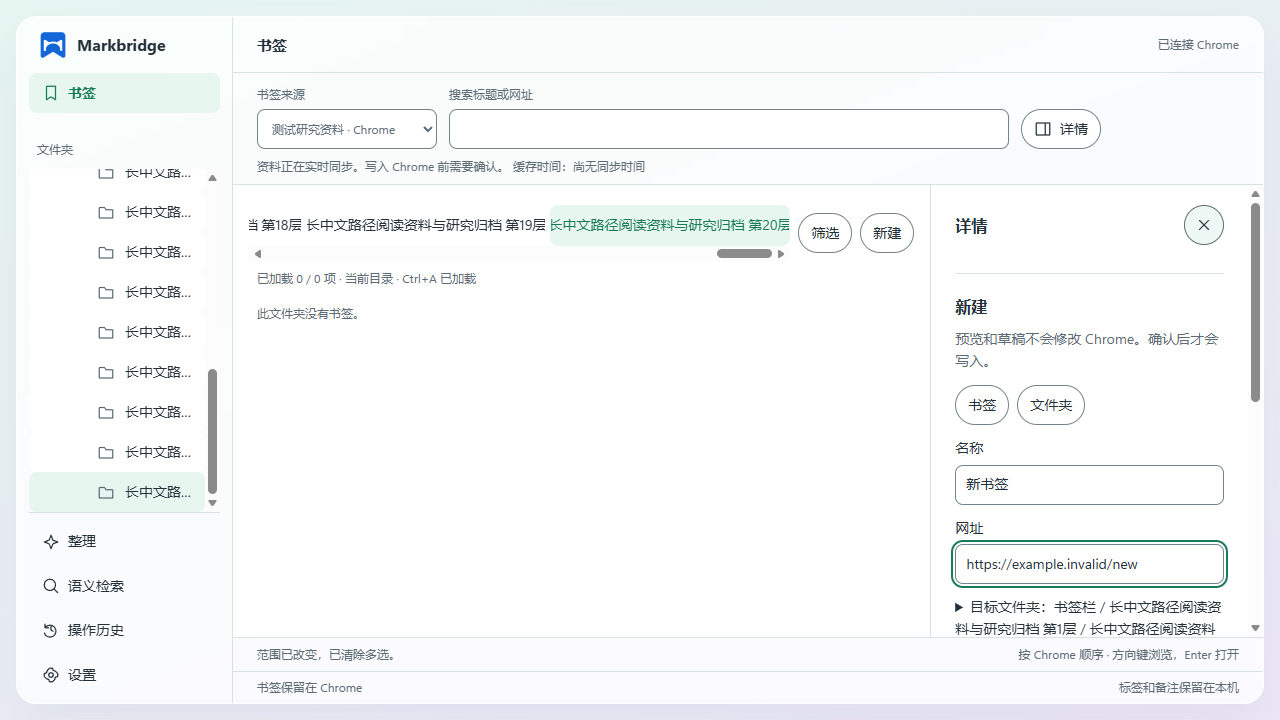 Markbridge
书签
文件夹
长中文路...
长中文路...
长中文路...
长中文路...
长中文路...
长中文路...
长中文路...
长中文路...
长中文路...
整理
语义检索
操作历史
设置
书签
已连接 Chrome
书签来源
搜索标题或网址
测试研究资料 · Chrome
详情
资料正在实时同步。写入 Chrome 前需要确认。 缓存时间：尚无同步时间
当 第18层 长中文路径阅读资料与研究归档 第19层 长中文路径阅读资料与研究归档 第20层
筛选
新建
已加载 0 / 0 项 · 当前目录 · Ctrl+A 已加载
此文件夹没有书签。
详情
新建
预览和草稿不会修改 Chrome。确认后才会
写入。
书签
文件夹
名称
新书签
网址
https://example.invalid/new
目标文件夹：书签栏 / 长中文路径阅读资
料与研究归档 第1层 / 长中文路径阅读资料
范围已改变，已清除多选。
按 Chrome 顺序 · 方向键浏览，Enter 打开
书签保留在 Chrome
标签和备注保留在本机